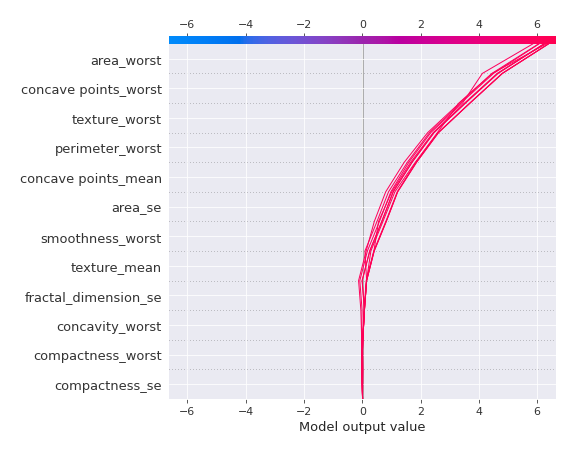 −6 −4 −2 0 2 4 6
area_worst
concave points_worst
texture_worst
perimeter_worst
concave points_mean
area_se
smoothness_worst
texture_mean
fractal_dimension_se
concavity_worst
compactness_worst
compactness_se
−6 −4 −2 0 2 4 6
Model output value